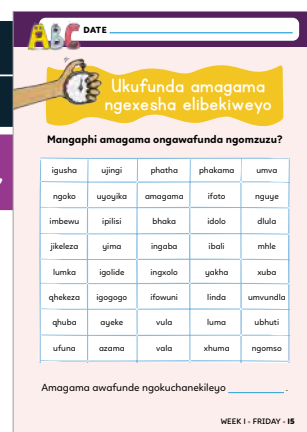 ABC DATE
Ukufunda amagama
ngexesha elibekiweyo
Mangaphi amagama ongawafunda ngomzuzu?
igusha ujingi phatha phakama umva
ngoko uyoyika amagama ifoto nguye
imbewu ipilisi bhaka idolo dlula
jikeleza yima ingaba ibali mhle
lumka igolide ingxolo yakha xuba
qhekeza igogogo ifowuni linda umvundla
qhuba ayeke vula luma ubhuti
ufuna azama vala xhuma ngomso
Amagama awafunde ngokuchanekileyo ________.
WEEK 1 • FRIDAY • 15